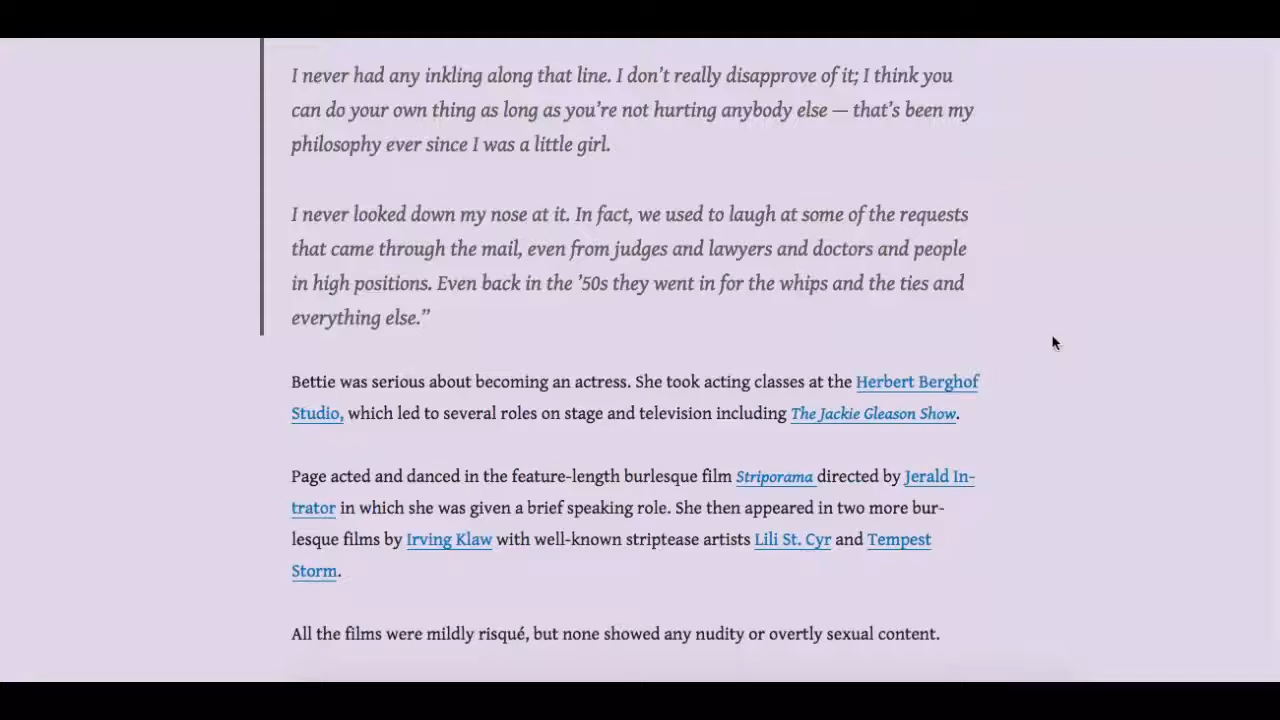 I never had any inkling along that line. I don’t really disapprove of it; I think you
can do your own thing as long as you’re not hurting anybody else — that’s been my
philosophy ever since I was a little girl.
I never looked down my nose at it. In fact, we used to laugh at some of the requests
that came through the mail, even from judges and lawyers and doctors and people
in high positions. Even back in the ’50s they went in for the whips and the ties and
everything else.”
Bettie was serious about becoming an actress. She took acting classes at the Herbert Berghof
Studio, which led to several roles on stage and television including The Jackie Gleason Show.
Page acted and danced in the feature-length burlesque film Striporama directed by Jerald In-
trator in which she was given a brief speaking role. She then appeared in two more bur-
lesque films by Irving Klaw with well-known striptease artists Lili St. Cyr and Tempest
Storm.
All the films were mildly risqué, but none showed any nudity or overtly sexual content.